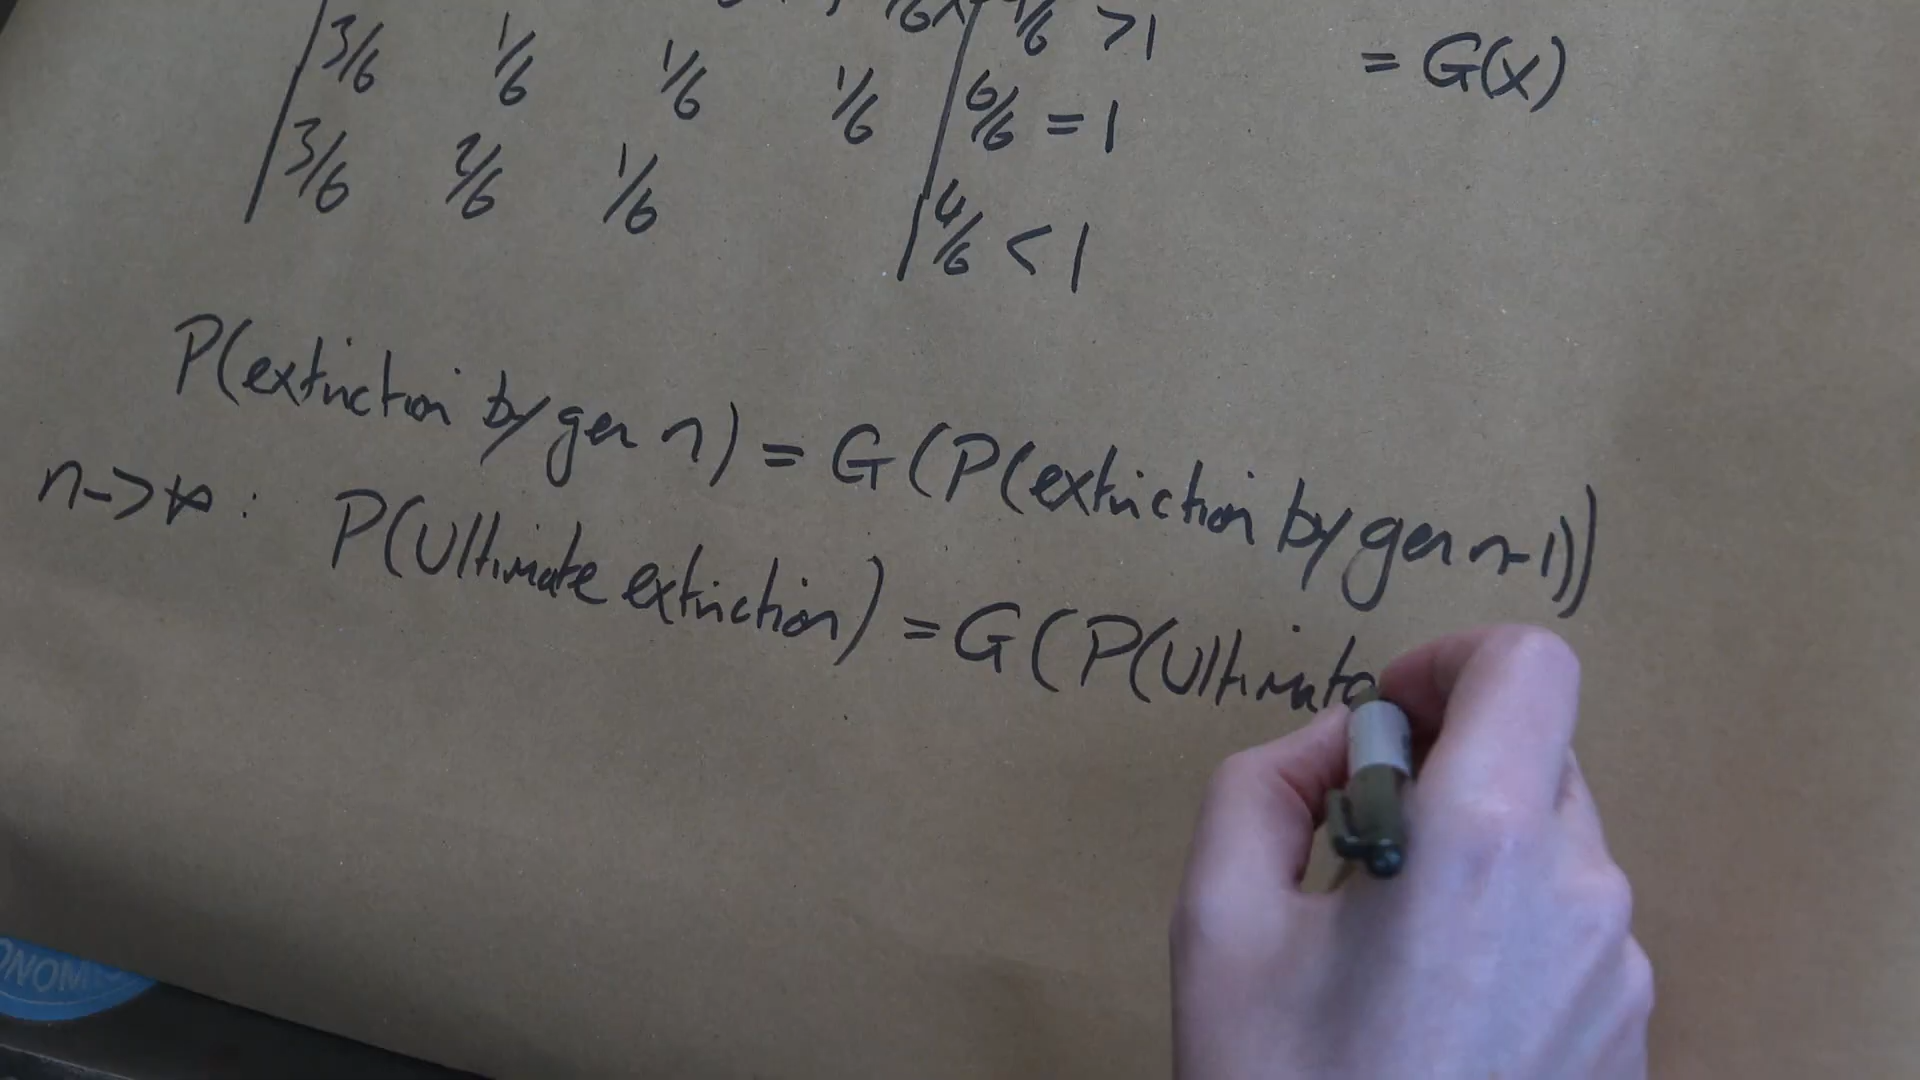 >1
= G(x)
3/6 1/6 1/6 1/6 6/6 = 1
3/6 2/6 1/6 4/6 < 1
P(extinction by gen n) = G(P(extinction by gen n-1))
n->∞: P(Ultimate extinction) = G(P(Ultimate